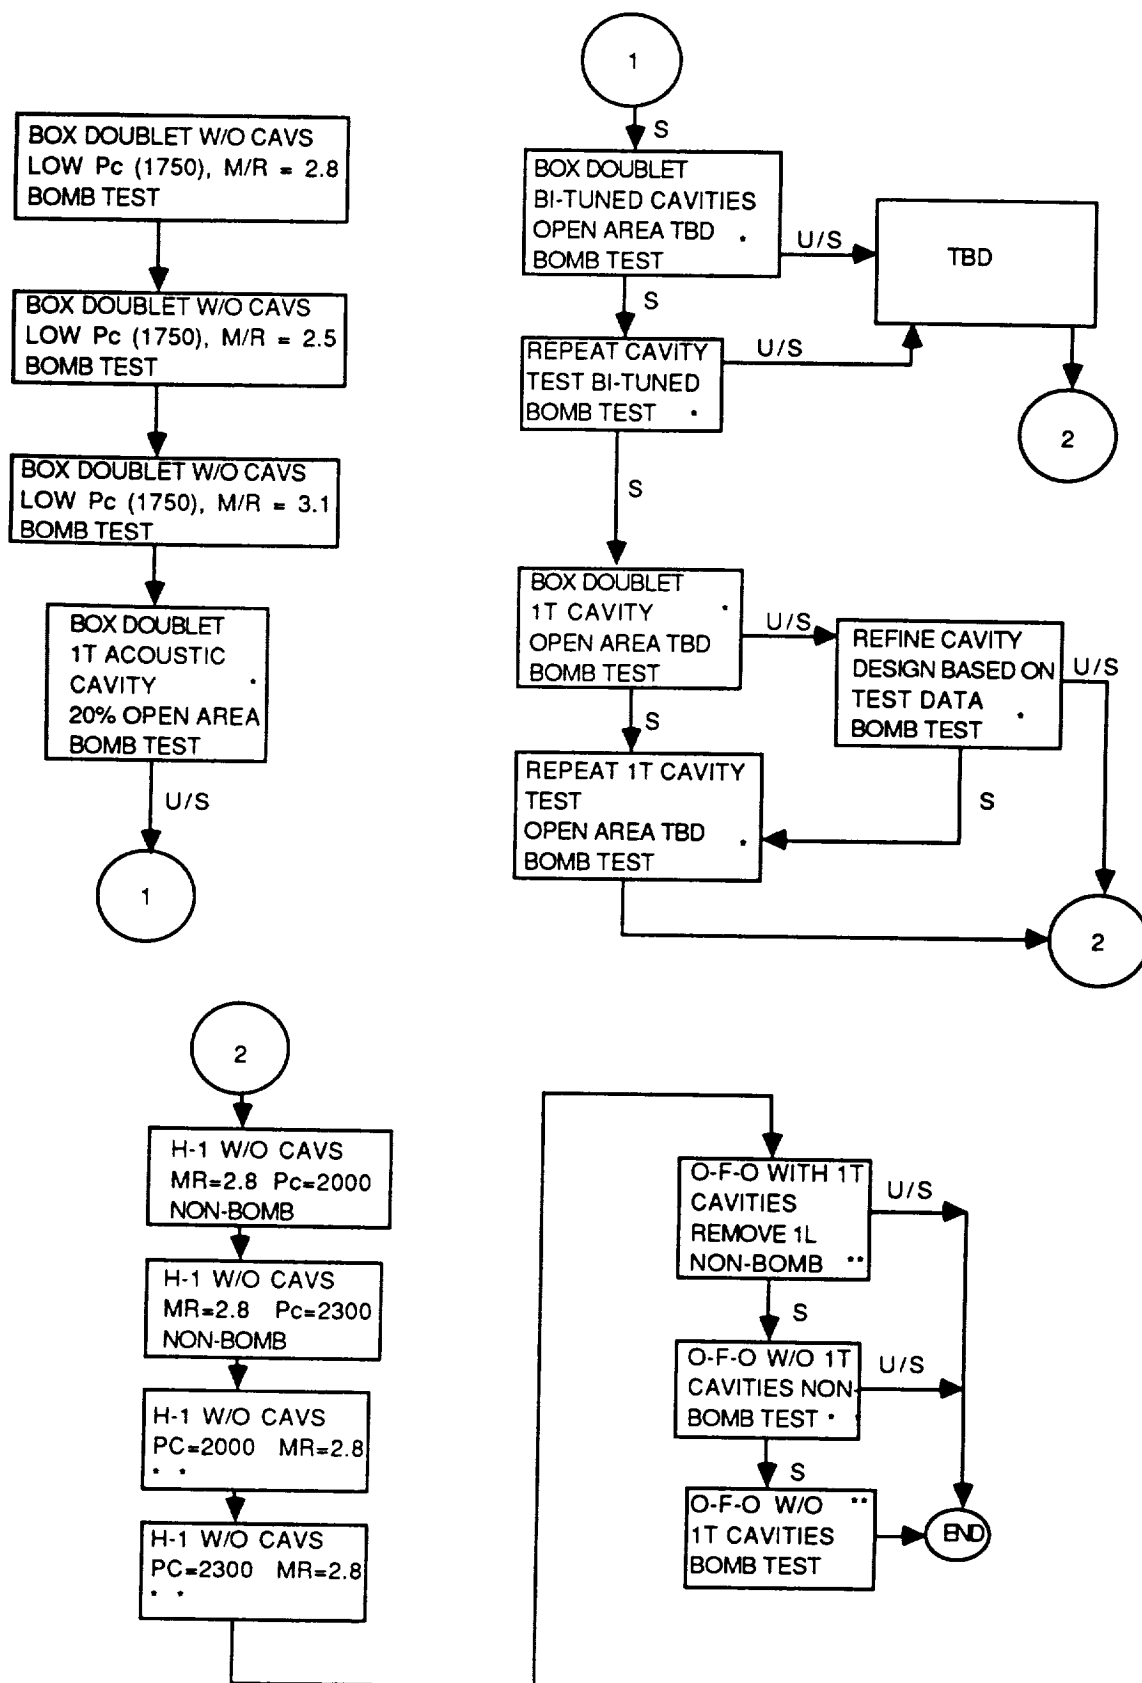 BOX DOUBLET W/O CAVS
LOW Pc (1750), M/R = 2.8
BOMB TEST
BOX DOUBLET W/O CAVS
LOW Pc (1750), M/R = 2.5
BOMB TEST
BOX DOUBLET W/O CAVS
LOW Pc (1750), M/R = 3.1
BOMB TEST
BOX DOUBLET
1T ACOUSTIC
CAVITY *
20% OPEN AREA
BOMB TEST
U/S
1
1
S
BOX DOUBLET
BI-TUNED CAVITIES
OPEN AREA TBD *
BOMB TEST
U/S
TBD
S
REPEAT CAVITY
TEST BI-TUNED
BOMB TEST *
U/S
2
S
BOX DOUBLET
1T CAVITY *
OPEN AREA TBD
BOMB TEST
U/S
REFINE CAVITY
DESIGN BASED ON
TEST DATA
BOMB TEST *
U/S
S
S
REPEAT 1T CAVITY
TEST
OPEN AREA TBD
BOMB TEST *
2
2
H-1 W/O CAVS
MR=2.8 Pc=2000
NON-BOMB
H-1 W/O CAVS
MR=2.8 Pc=2300
NON-BOMB
H-1 W/O CAVS
PC=2000 MR=2.8
* *
H-1 W/O CAVS
PC=2300 MR=2.8
* *
O-F-O WITH 1T
CAVITIES
REMOVE 1L
NON-BOMB **
U/S
S
O-F-O W/O 1T
CAVITIES NON
BOMB TEST * *
U/S
S
O-F-O W/O **
1T CAVITIES
BOMB TEST
END